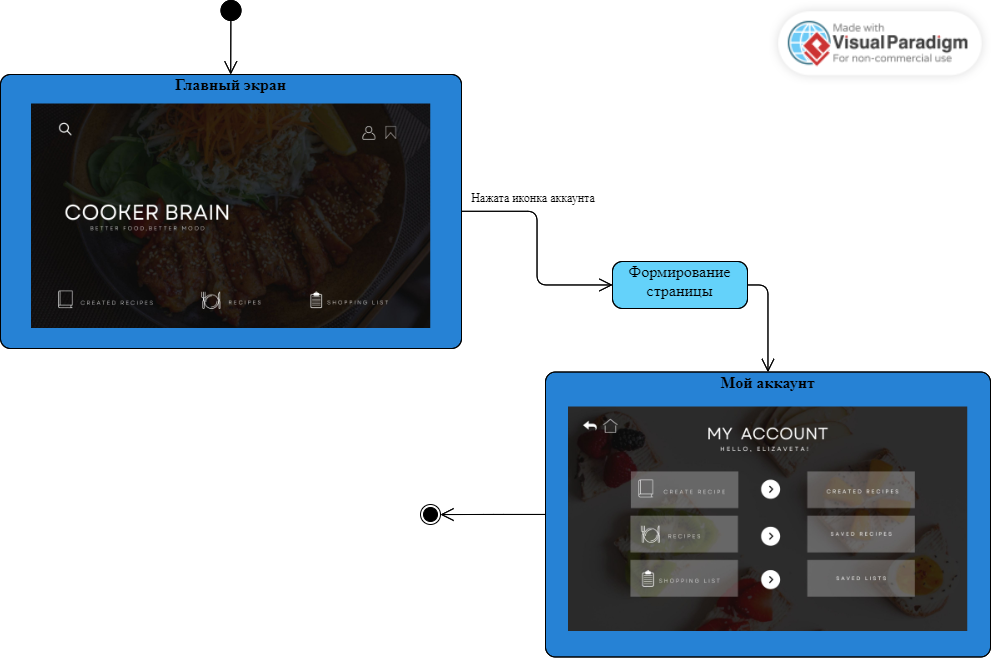 Made with
Visual Paradigm
For non-commercial use
Главный экран
COOKER BRAIN
BETTER FOOD,BETTER MOOD
CREATED RECIPES
RECIPES
SHOPPING LIST
Нажата иконка аккаунта
Формирование
страницы
Мой аккаунт
MY ACCOUNT
HELLO, ELIZAVETA!
CREATE RECIPE
CREATED RECIPES
RECIPES
SAVED RECIPES
SHOPPING LIST
SAVED LISTS